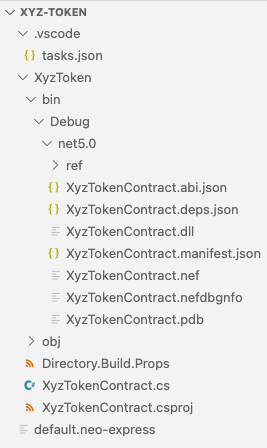 XYZ-TOKEN
.vscode
{ } tasks.json
XyzToken
bin
Debug
net5.0
ref
{ } XyzTokenContract.abi.json
{ } XyzTokenContract.deps.json
XyzTokenContract.dll
{ } XyzTokenContract.manifest.json
XyzTokenContract.nef
XyzTokenContract.nefdbgnfo
XyzTokenContract.pdb
obj
Directory.Build.Props
C# XyzTokenContract.cs
XyzTokenContract.csproj
default.neo-express